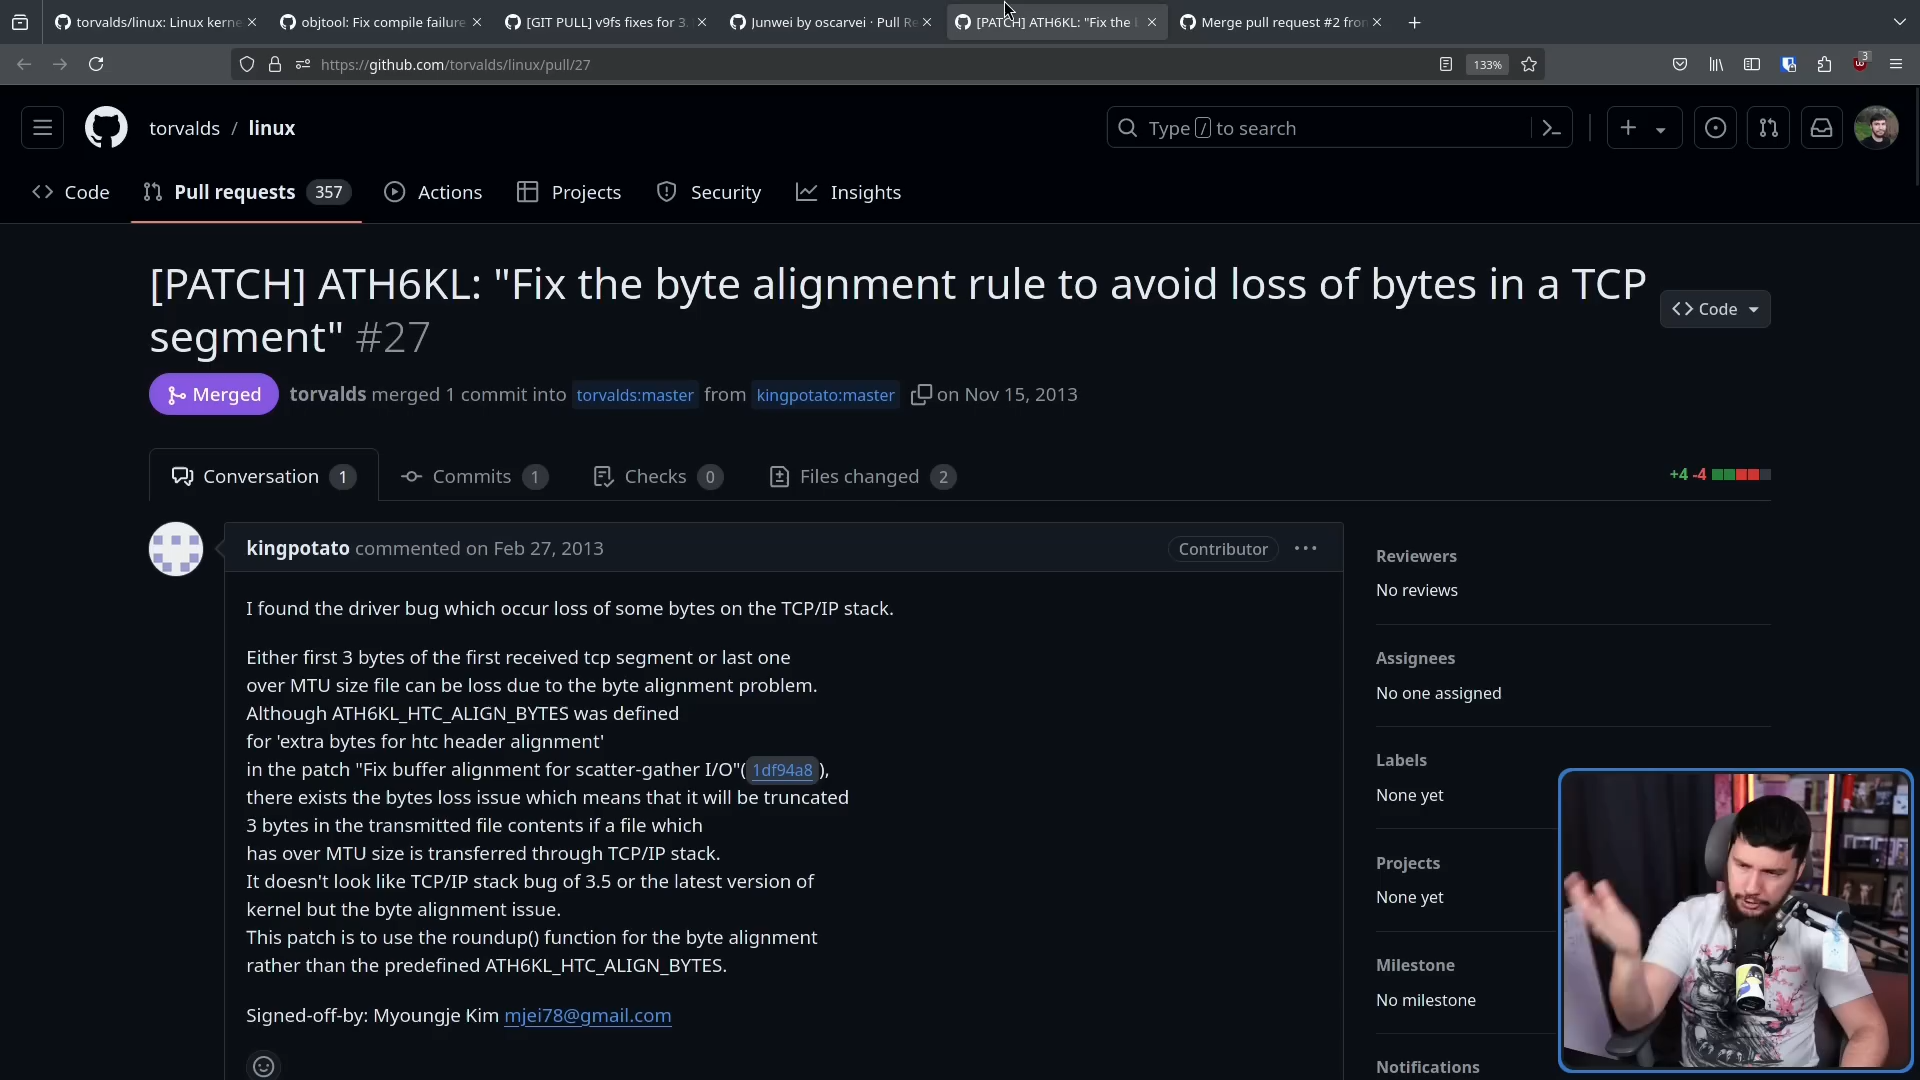 torvalds/linux: Linux kerne
objtool: Fix compile failure
[GIT PULL] v9fs fixes for 3.
Junwei by oscarvei · Pull Re
[PATCH] ATH6KL: "Fix the b
Merge pull request #2 fron
https://github.com/torvalds/linux/pull/27
133%
3
torvalds / linux
Type / to search
Code
Pull requests 357
Actions
Projects
Security
Insights
[PATCH] ATH6KL: "Fix the byte alignment rule to avoid loss of bytes in a TCP
segment" #27
Code
Merged
torvalds merged 1 commit into torvalds:master from kingpotato:master on Nov 15, 2013
Conversation 1
Commits 1
Checks 0
Files changed 2
+4 -4
kingpotato commented on Feb 27, 2013
Contributor
I found the driver bug which occur loss of some bytes on the TCP/IP stack.
Either first 3 bytes of the first received tcp segment or last one
over MTU size file can be loss due to the byte alignment problem.
Although ATH6KL_HTC_ALIGN_BYTES was defined
for 'extra bytes for htc header alignment'
in the patch "Fix buffer alignment for scatter-gather I/O"(1df94a8),
there exists the bytes loss issue which means that it will be truncated
3 bytes in the transmitted file contents if a file which
has over MTU size is transferred through TCP/IP stack.
It doesn't look like TCP/IP stack bug of 3.5 or the latest version of
kernel but the byte alignment issue.
This patch is to use the roundup() function for the byte alignment
rather than the predefined ATH6KL_HTC_ALIGN_BYTES.
Signed-off-by: Myoungje Kim mjei78@gmail.com
Reviewers
No reviews
Assignees
No one assigned
Labels
None yet
Projects
None yet
Milestone
No milestone
Notifications